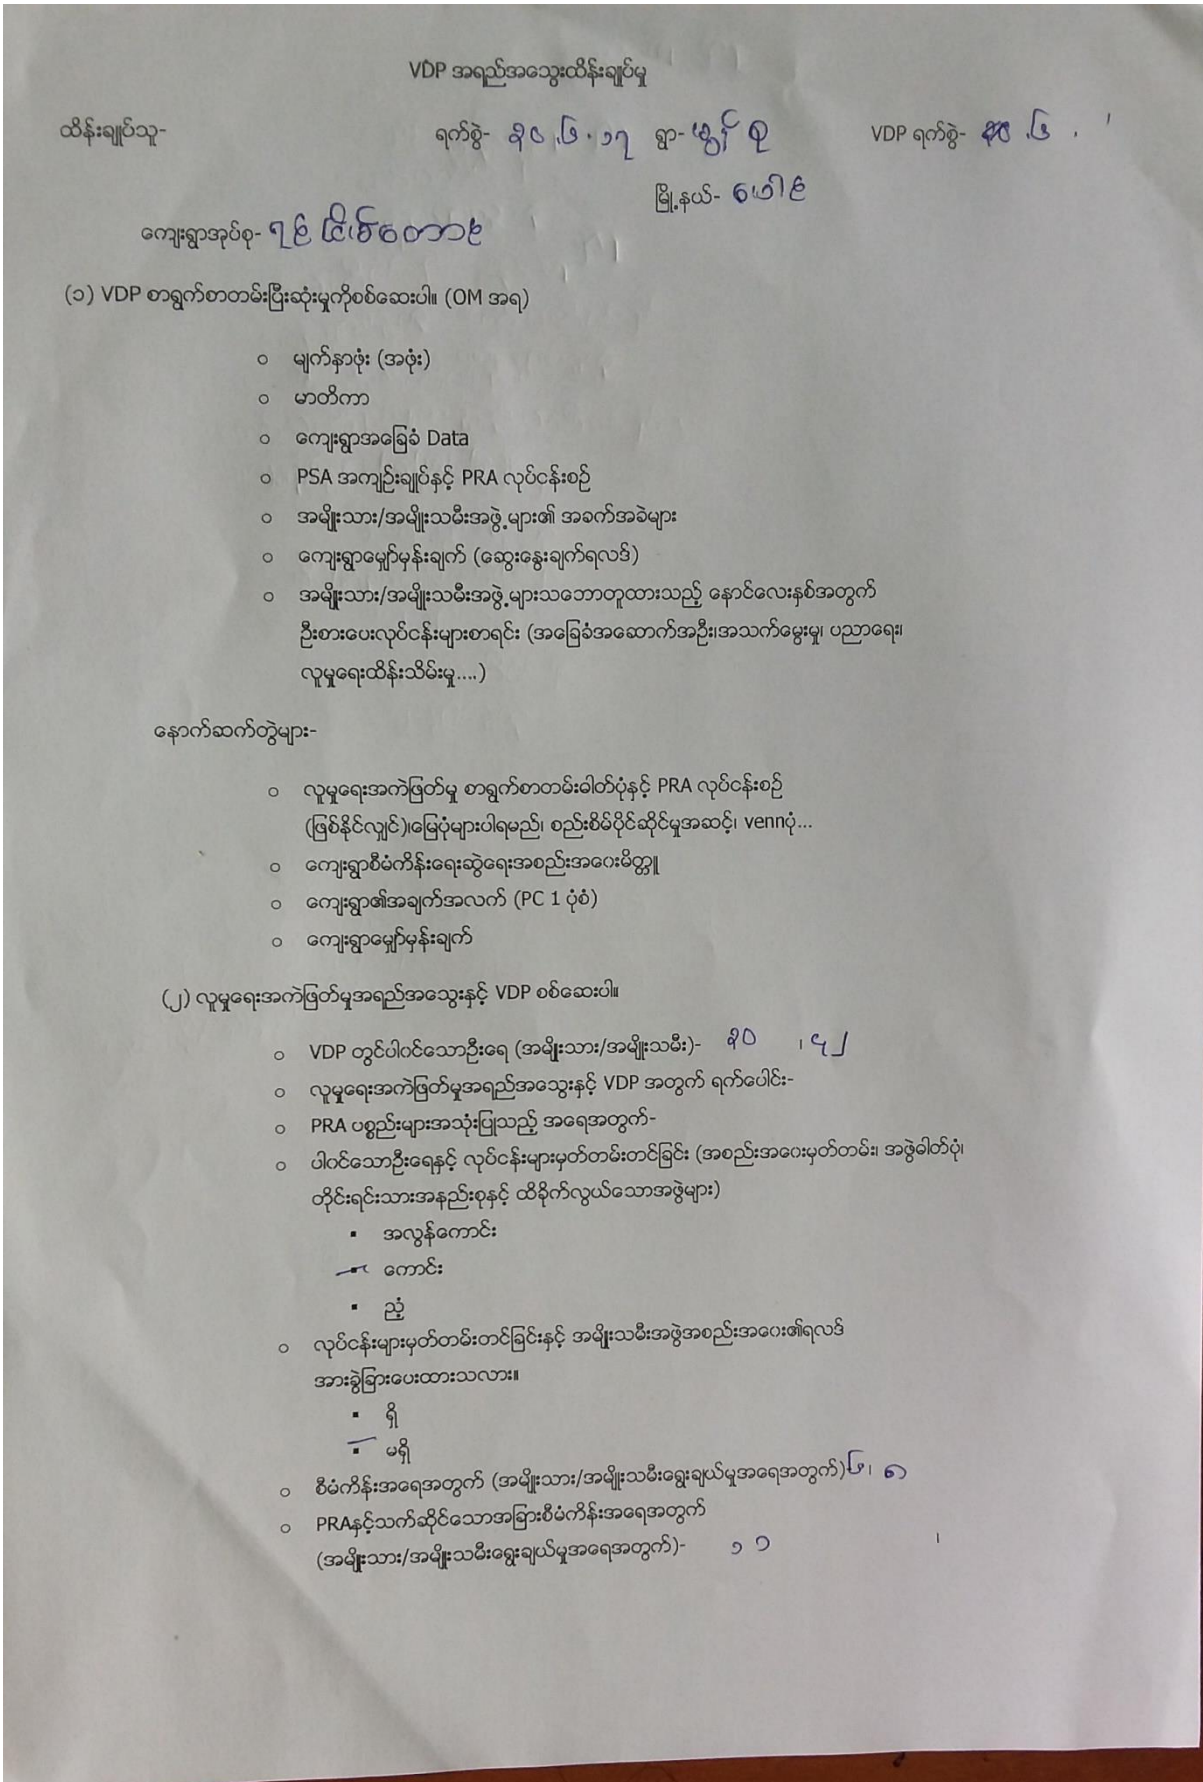 VDP အရည်အသွေးထိန်းချုပ်မှု
ထိန်းချုပ်သူ- ရက်စွဲ- ၃၀.၆.၁၇ ရွာ- မွန်စု VDP ရက်စွဲ- .၆.
မြို့နယ်- ပေါင်
ကျေးရွာအုပ်စု-
(၁) VDP စာရွက်စာတမ်းပြီးဆုံးမှုကိုစစ်ဆေးပါ။ (OM အရ)
○ မျက်နှာဖုံး (အဖုံး)
○ မာတိကာ
○ ကျေးရွာအခြေခံ Data
○ PSA အကျဉ်းချုပ်နှင့် PRA လုပ်ငန်းစဉ်
○ အမျိုးသား/အမျိုးသမီးအဖွဲ့များ၏ အခက်အခဲများ
○ ကျေးရွာမျှော်မှန်းချက် (ဆွေးနွေးချက်ရလဒ်)
○ အမျိုးသား/အမျိုးသမီးအဖွဲ့များသဘောတူထားသည့် နောင်လေးနှစ်အတွက်
ဦးစားပေးလုပ်ငန်းများစာရင်း (အခြေခံအဆောက်အဦး၊အသက်မွေးမှု၊ ပညာရေး၊
လူမှုရေးထိန်းသိမ်းမှု....)
နောက်ဆက်တွဲများ-
○ လူမှုရေးအကဲဖြတ်မှု စာရွက်စာတမ်းဓါတ်ပုံနှင့် PRA လုပ်ငန်းစဉ်
(ဖြစ်နိုင်လျှင်)၊မြေပုံများပါရမည်၊ စည်းစိမ်ပိုင်ဆိုင်မှုအဆင့်၊ vennပုံ...
○ ကျေးရွာစီမံကိန်းရေးဆွဲရေးအစည်းအဝေးမိတ္တူ
○ ကျေးရွာ၏အချက်အလက် (PC 1 ပုံစံ)
○ ကျေးရွာမျှော်မှန်းချက်
(၂) လူမှုရေးအကဲဖြတ်မှုအရည်အသွေးနှင့် VDP စစ်ဆေးပါ။
○ VDP တွင်ပါဝင်သောဦးရေ (အမျိုးသား/အမျိုးသမီး)- ၃၀ ၊ ၄၂
○ လူမှုရေးအကဲဖြတ်မှုအရည်အသွေးနှင့် VDP အတွက် ရက်ပေါင်း-
○ PRA ပစ္စည်းများအသုံးပြုသည့် အရေအတွက်-
○ ပါဝင်သောဦးရေနှင့် လုပ်ငန်းများမှတ်တမ်းတင်ခြင်း (အစည်းအဝေးမှတ်တမ်း၊ အဖွဲ့ဓါတ်ပုံ၊
တိုင်းရင်းသားအနည်းစုနှင့် ထိခိုက်လွယ်သောအဖွဲ့များ)
▪ အလွန်ကောင်း
▪ ကောင်း
▪ ညံ့
○ လုပ်ငန်းများမှတ်တမ်းတင်ခြင်းနှင့် အမျိုးသမီးအဖွဲ့အစည်းအဝေး၏ရလဒ်
အားခွဲခြားပေးထားသလား။
▪ ရှိ
▪ မရှိ
○ စီမံကိန်းအရေအတွက် (အမျိုးသား/အမျိုးသမီးရွေးချယ်မှုအရေအတွက်) ၆၊ ၈
○ PRAနှင့်သက်ဆိုင်သောအခြားစီမံကိန်းအရေအတွက်
(အမျိုးသား/အမျိုးသမီးရွေးချယ်မှုအရေအတွက်)-